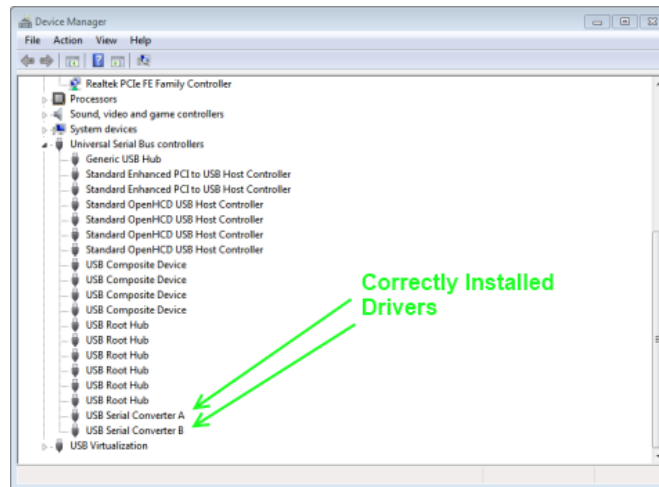 Device Manager
File Action View Help
Realtek PCIe FE Family Controller
Processors
Sound, video and game controllers
System devices
Universal Serial Bus controllers
Generic USB Hub
Standard Enhanced PCI to USB Host Controller
Standard Enhanced PCI to USB Host Controller
Standard OpenHCD USB Host Controller
Standard OpenHCD USB Host Controller
Standard OpenHCD USB Host Controller
Standard OpenHCD USB Host Controller
USB Composite Device
USB Composite Device
USB Composite Device
USB Composite Device
USB Root Hub
USB Root Hub
USB Root Hub
USB Root Hub
USB Root Hub
USB Root Hub
USB Serial Converter A
USB Serial Converter B
USB Virtualization
Correctly Installed
Drivers